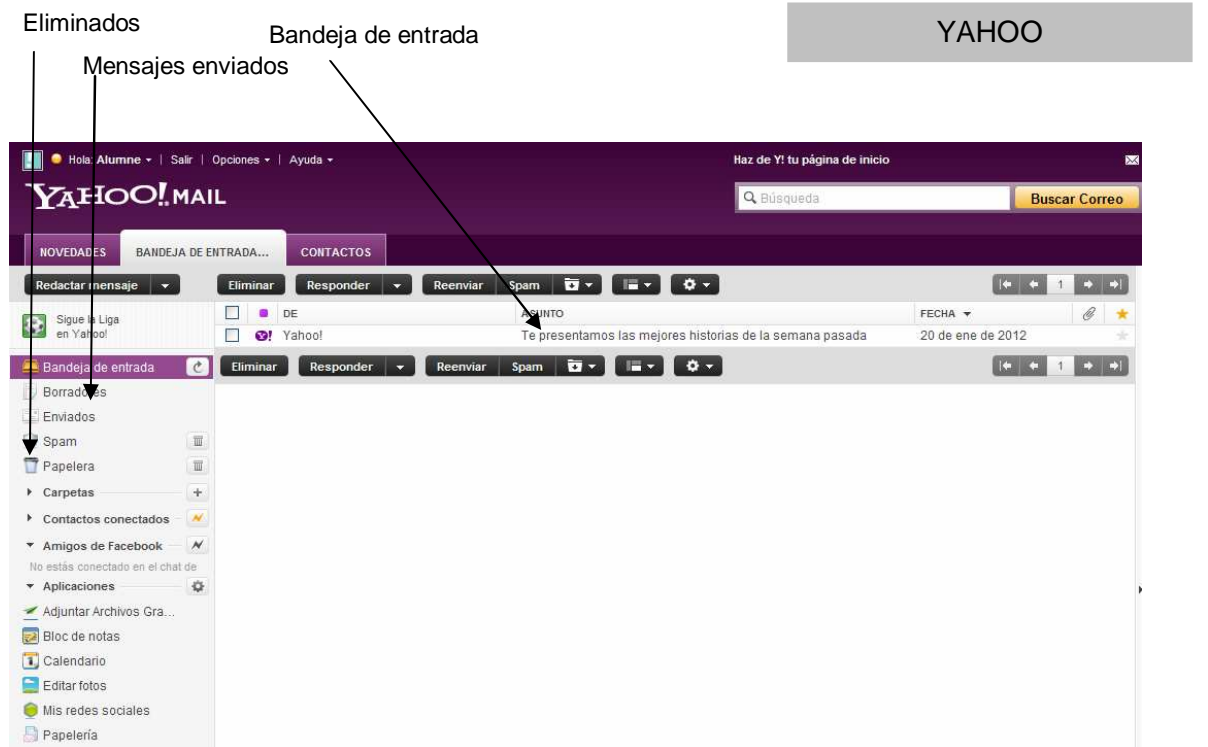 Eliminados
Bandeja de entrada
YAHOO
Mensajes enviados
Hola: Alumne | Salir | Opciones | Ayuda
Haz de Y! tu página de inicio
YAHOO! MAIL
Búsqueda
Buscar Correo
NOVEDADES BANDEJA DE ENTRADA... CONTACTOS
Redactar mensaje Eliminar Responder Reenviar Spam 1
DE ASUNTO FECHA
Sigue la Liga
en Yahoo!
Y! Yahoo! Te presentamos las mejores historias de la semana pasada 20 de ene de 2012
Bandeja de entrada Eliminar Responder Reenviar Spam 1
Borradores
Enviados
Spam
Papelera
Carpetas +
Contactos conectados
Amigos de Facebook
No estás conectado en el chat de
Aplicaciones
Adjuntar Archivos Gra...
Bloc de notas
1 Calendario
Editar fotos
Mis redes sociales
Papelería